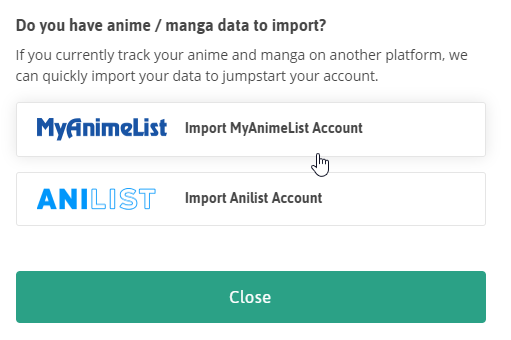 Do you have anime / manga data to import?
If you currently track your anime and manga on another platform, we
can quickly import your data to jumpstart your account.
MyAnimeList Import MyAnimeList Account
ANILIST Import Anilist Account
Close